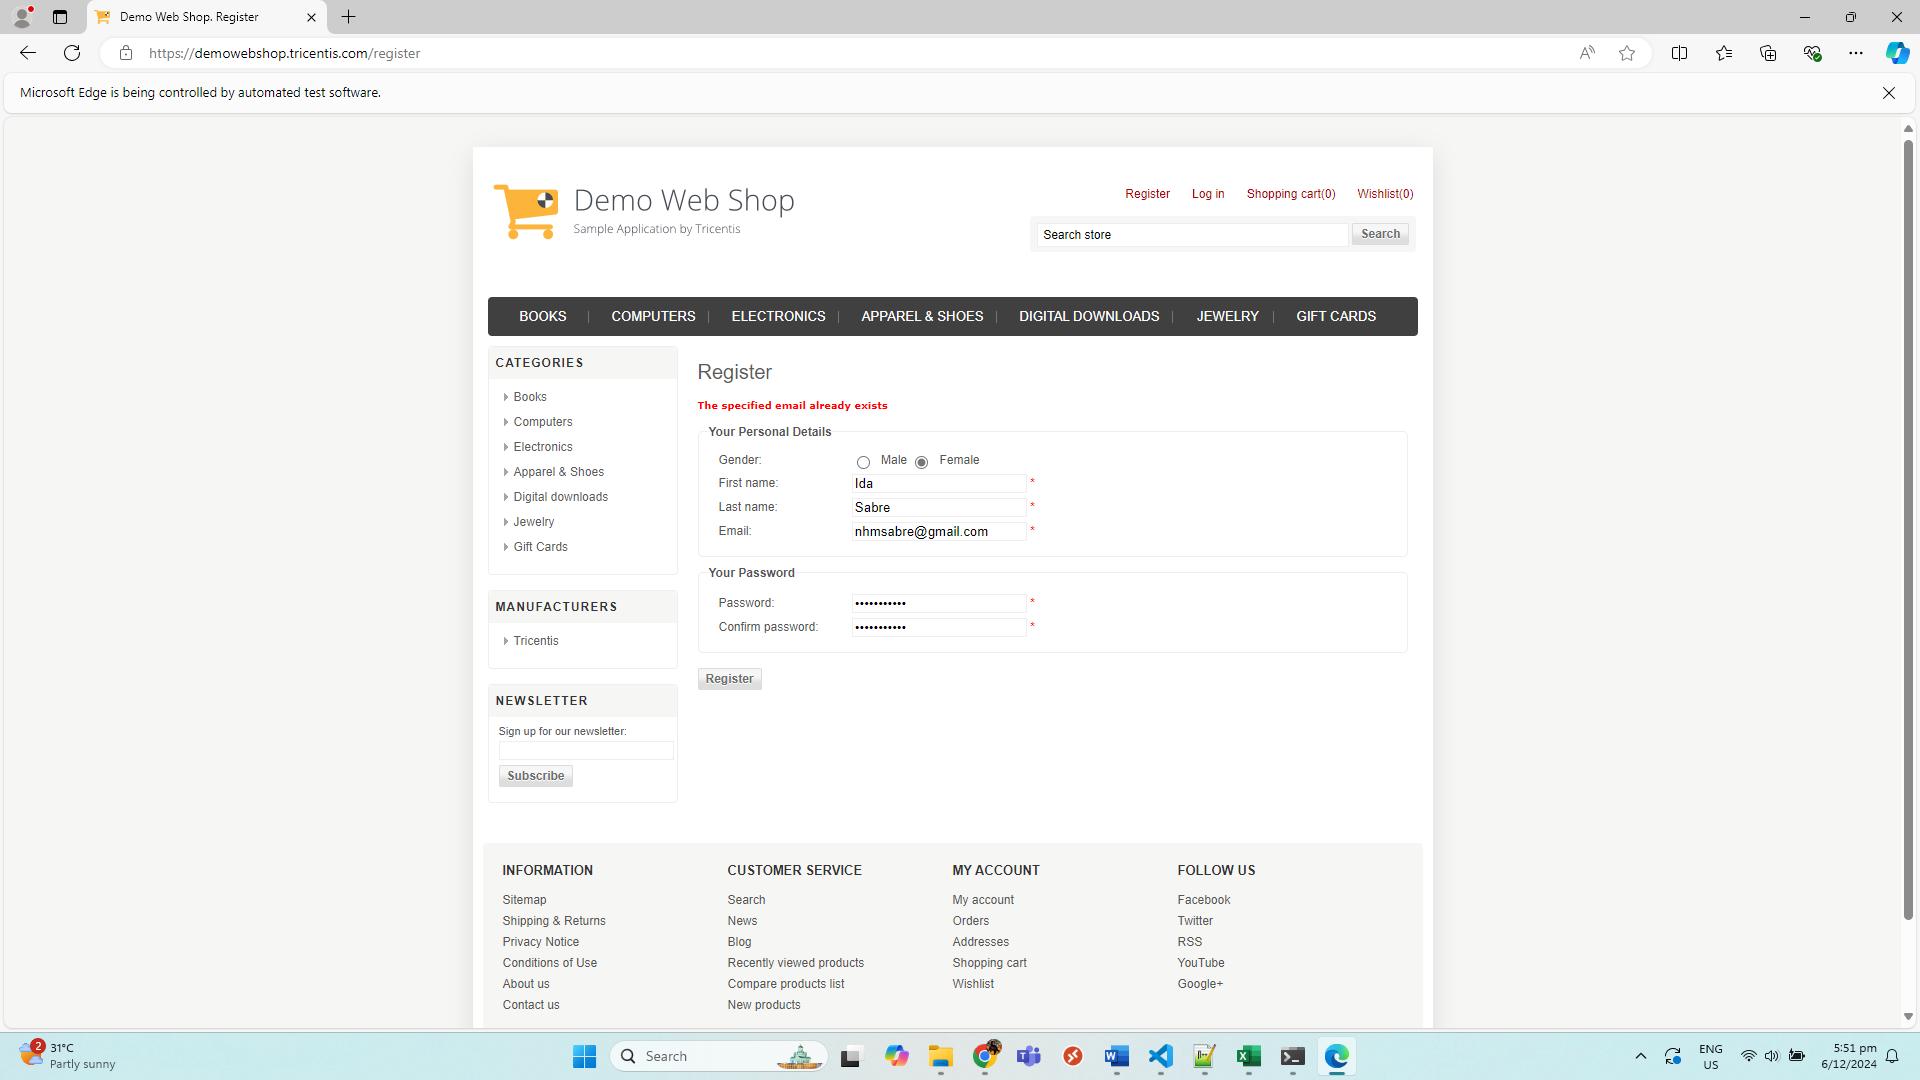 Demo Web Shop. Register
https://demowebshop.tricentis.com/register
Microsoft Edge is being controlled by automated test software.
Demo Web Shop
Sample Application by Tricentis
Register Log in Shopping cart(0) Wishlist(0)
Search store Search
BOOKS COMPUTERS ELECTRONICS APPAREL & SHOES DIGITAL DOWNLOADS JEWELRY GIFT CARDS
CATEGORIES
Books
Computers
Electronics
Apparel & Shoes
Digital downloads
Jewelry
Gift Cards
MANUFACTURERS
Tricentis
NEWSLETTER
Sign up for our newsletter:
Subscribe
Register
The specified email already exists
Your Personal Details
Gender: Male Female
First name: Ida *
Last name: Sabre *
Email: nhmsabre@gmail.com *
Your Password
Password: ••••••••••• *
Confirm password: ••••••••••• *
Register
INFORMATION
Sitemap
Shipping & Returns
Privacy Notice
Conditions of Use
About us
Contact us
CUSTOMER SERVICE
Search
News
Blog
Recently viewed products
Compare products list
New products
MY ACCOUNT
My account
Orders
Addresses
Shopping cart
Wishlist
FOLLOW US
Facebook
Twitter
RSS
YouTube
Google+
2
31°C
Partly sunny
Search
ENG
US
5:51 pm
6/12/2024